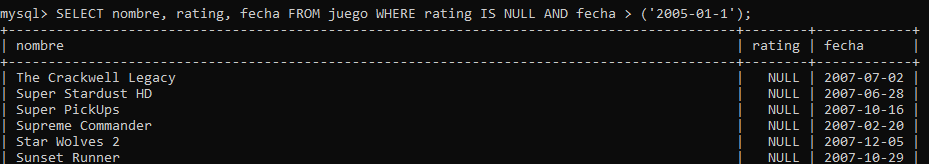 mysql> SELECT nombre, rating, fecha FROM juego WHERE rating IS NULL AND fecha > ('2005-01-1');
| nombre | rating | fecha |
| The Crackwell Legacy | NULL | 2007-07-02 |
| Super Stardust HD | NULL | 2007-06-28 |
| Super PickUps | NULL | 2007-10-16 |
| Supreme Commander | NULL | 2007-02-20 |
| Star Wolves 2 | NULL | 2007-12-05 |
| Sunset Runner | NULL | 2007-10-29 |